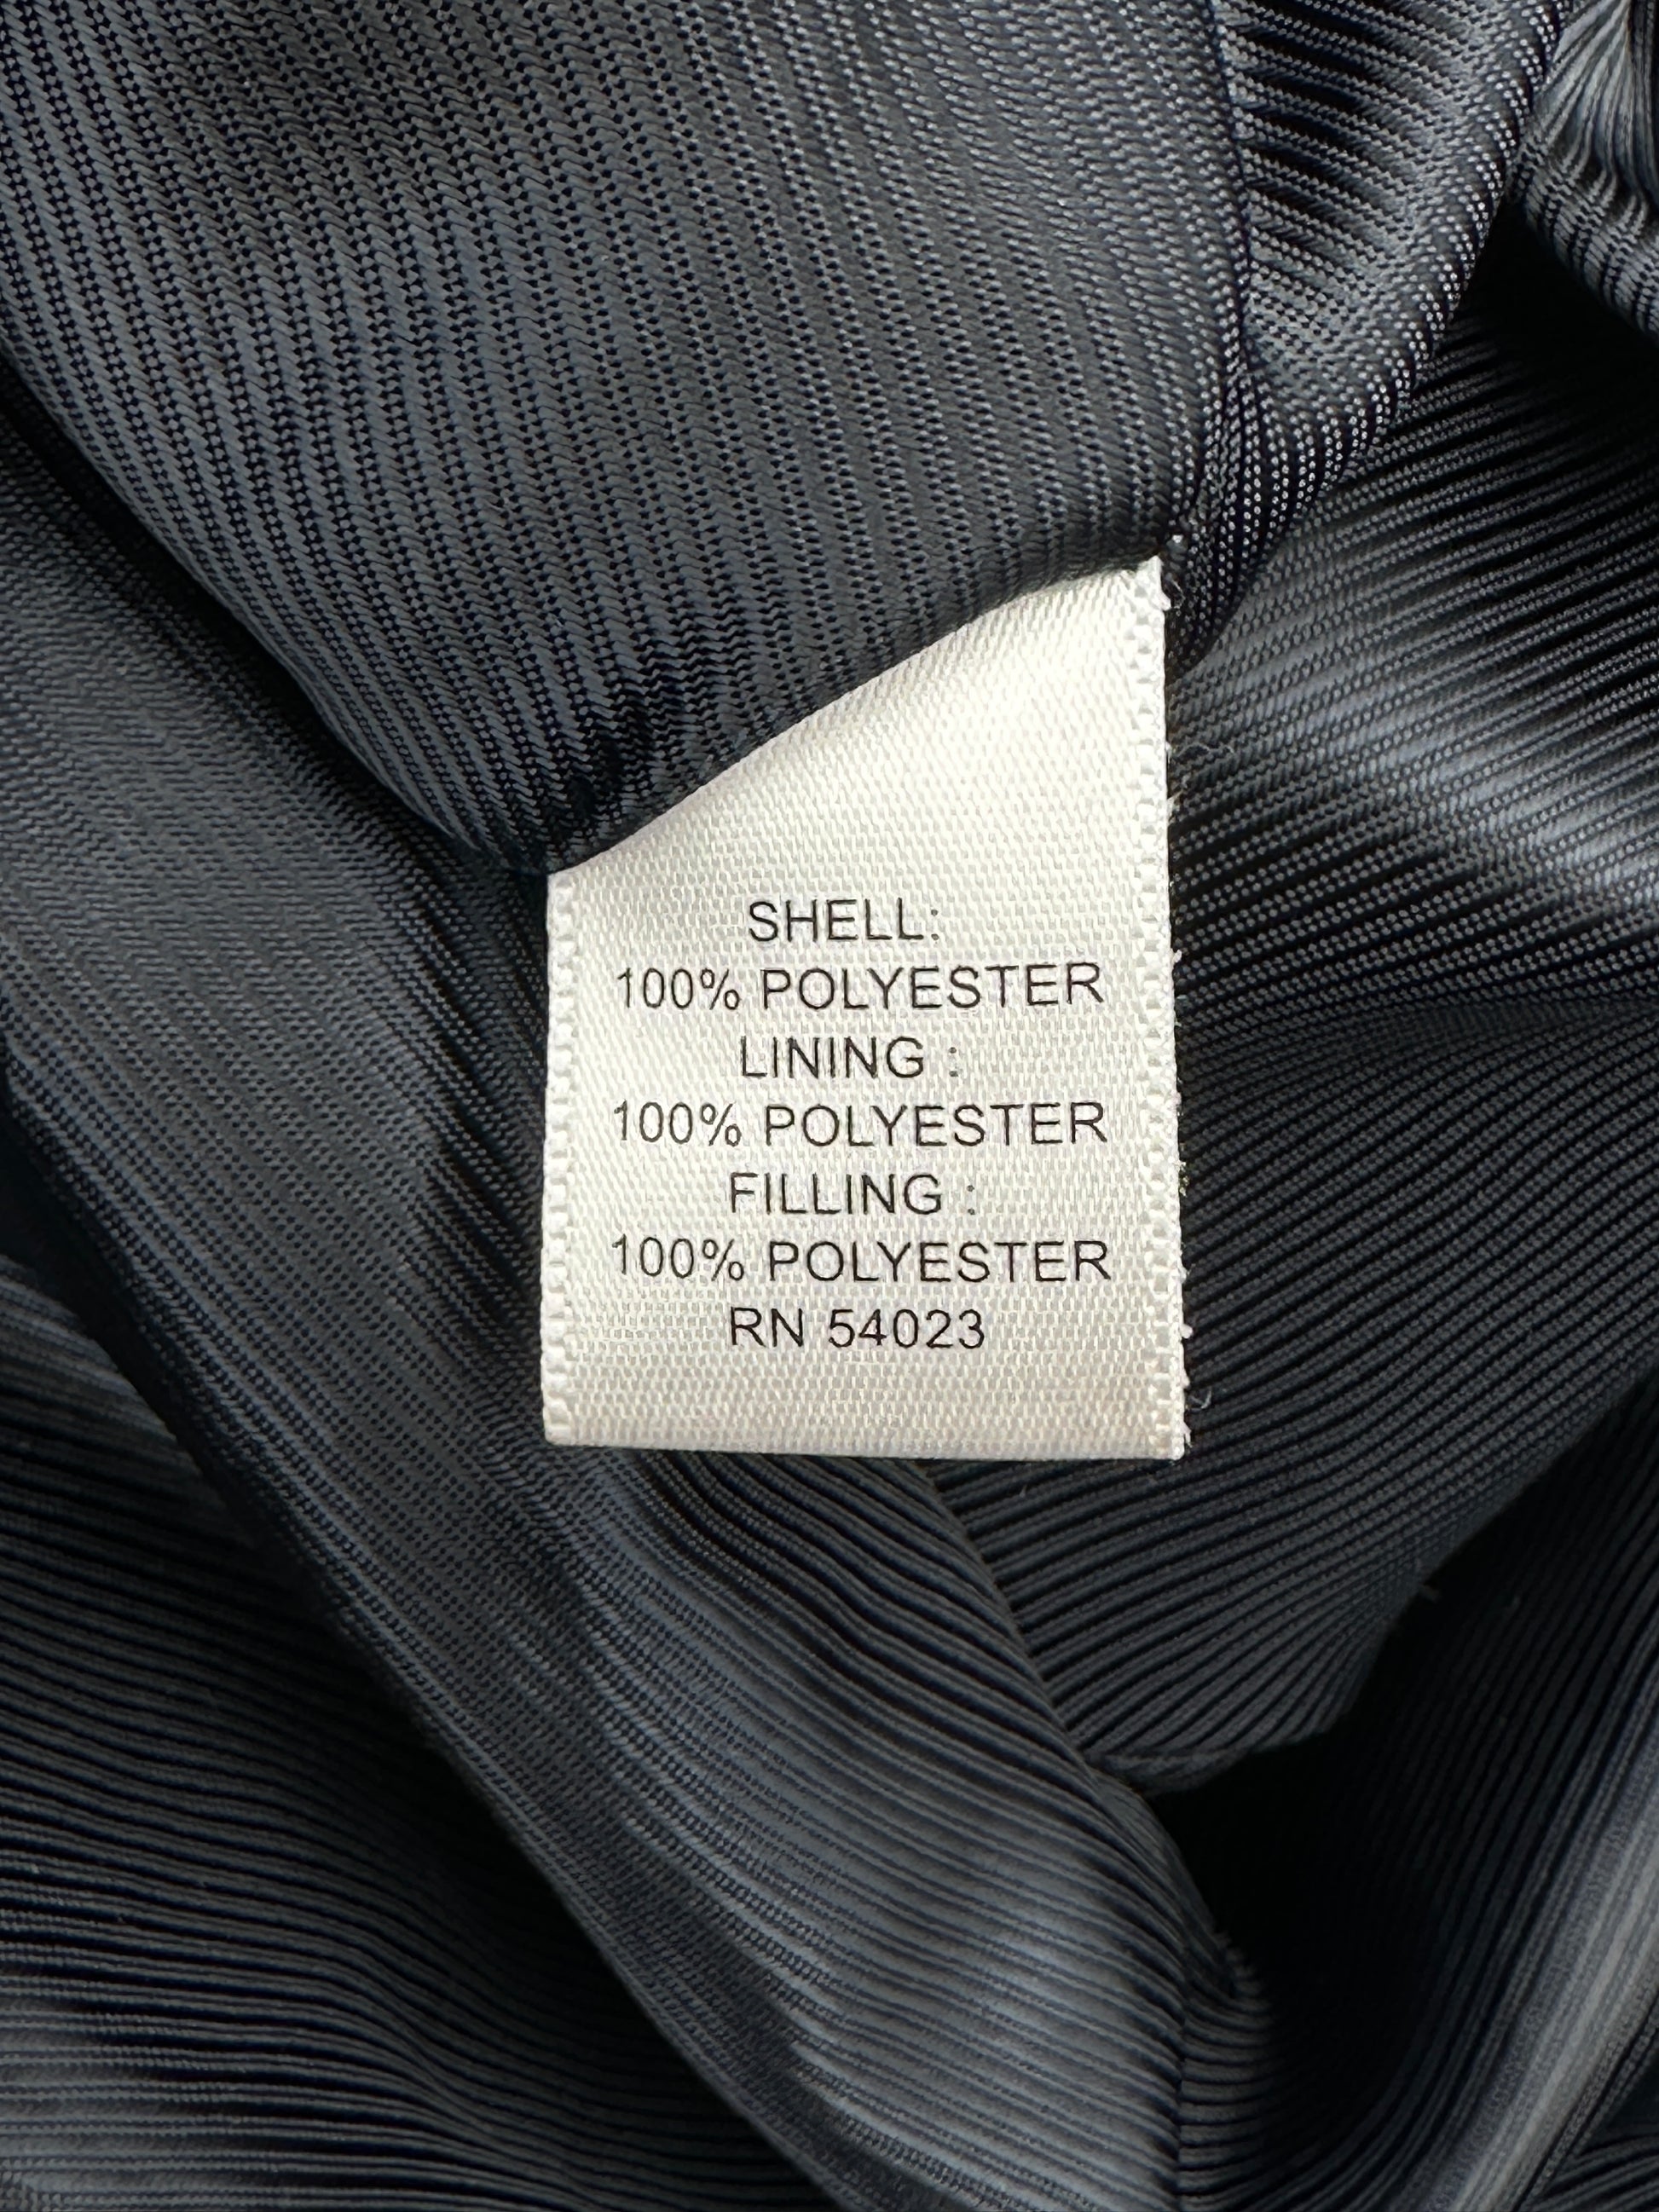 SHELL:
100% POLYESTER
LINING :
100% POLYESTER
FILLING :
100% POLYESTER
RN 54023